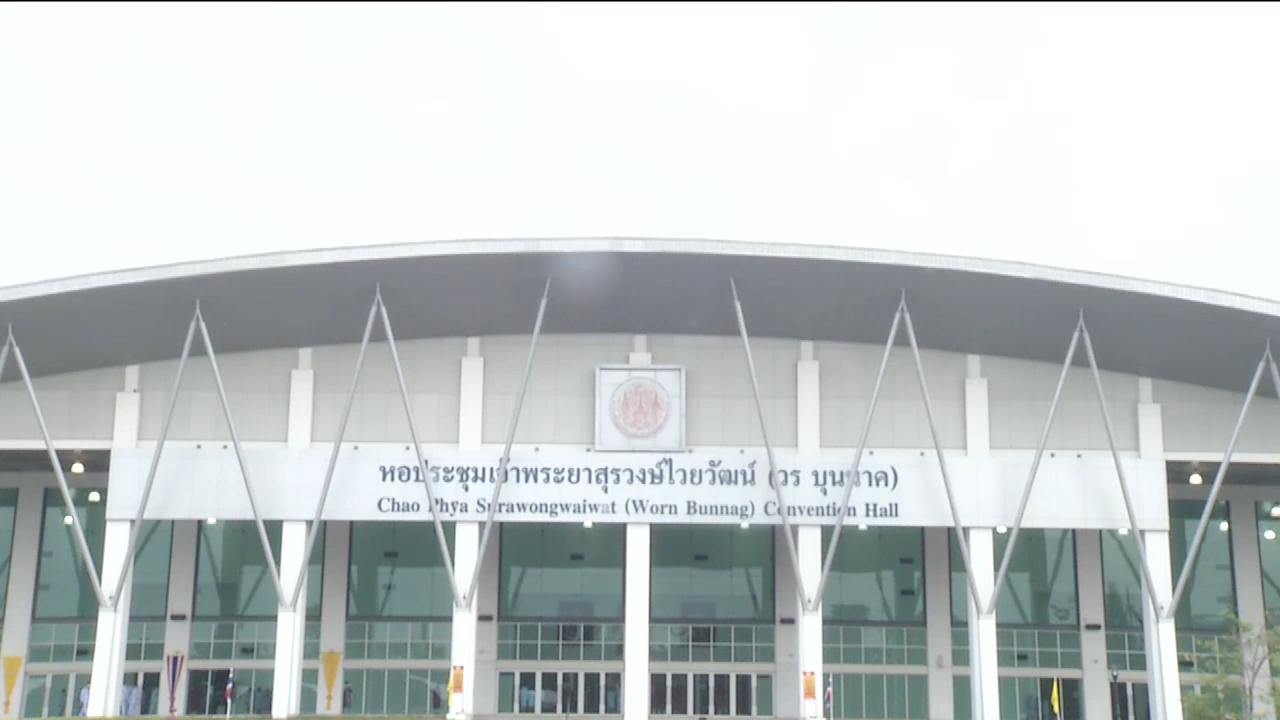 หอประชุมเจ้าพระยาสุรวงษ์ไวยวัฒน์ (วร บุนนาค)
Chao Phya Surawongwaiwat (Worn Bunnag) Convention Hall